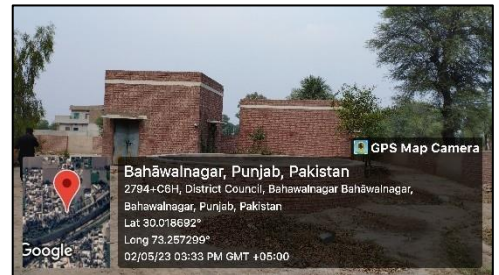 GPS Map Camera
Bahāwalnagar, Punjab, Pakistan
2794+C6H, District Council, Bahawalnagar Bahāwalnagar,
Bahawalnagar, Punjab, Pakistan
Lat 30.018692°
Long 73.257299°
02/05/23 03:33 PM GMT +05:00
Google